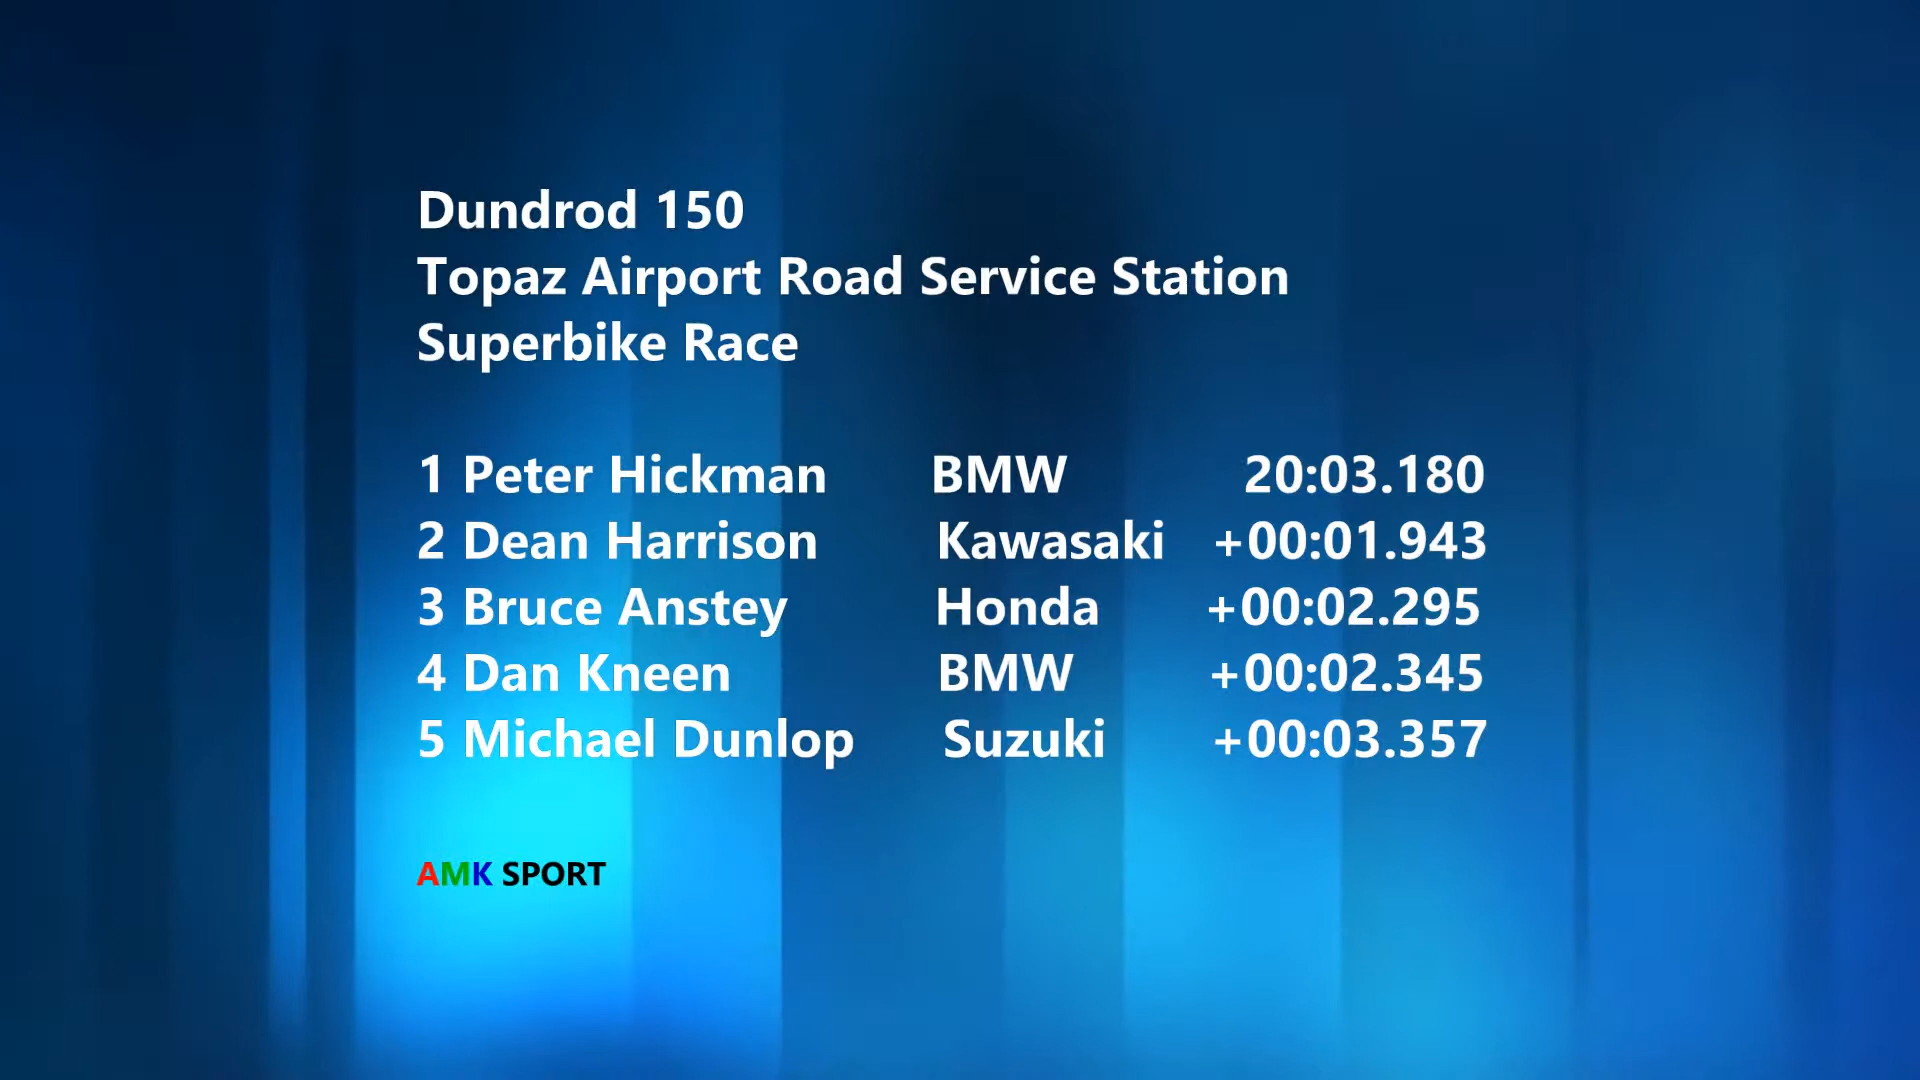 Dundrod 150
Topaz Airport Road Service Station
Superbike Race
1 Peter Hickman BMW 20:03.180
2 Dean Harrison Kawasaki +00:01.943
3 Bruce Anstey Honda +00:02.295
4 Dan Kneen BMW +00:02.345
5 Michael Dunlop Suzuki +00:03.357
AMK SPORT